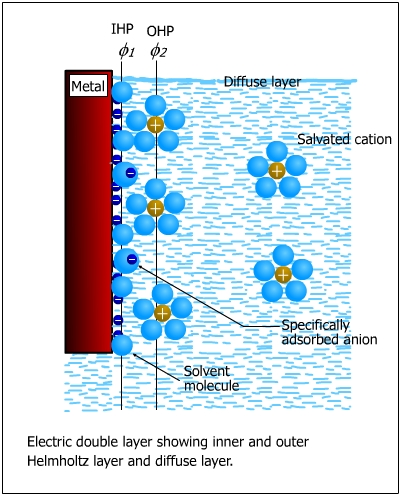 IHP OHP
ϕ1 ϕ2
Metal
Diffuse layer
Salvated cation
Specifically
adsorbed anion
Solvent
molecule
Electric double layer showing inner and outer
Helmholtz layer and diffuse layer.